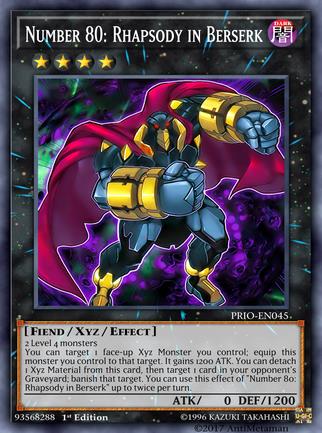 Number 80: Rhapsody in Berserk
DARK
闇
PRIO-EN045
[Fiend / Xyz / Effect]
2 Level 4 monsters
You can target 1 face-up Xyz Monster you control; equip this
monster you control to that target. It gains 1200 ATK. You can detach
1 Xyz Material from this card, then target 1 card in your opponent's
Graveyard; banish that target. You can use this effect of "Number 80:
Rhapsody in Berserk" up to twice per turn.
ATK/ 0 DEF/1200
93568288 1st Edition ©1996 KAZUKI TAKAHASHI
©2017 AntiMetaman